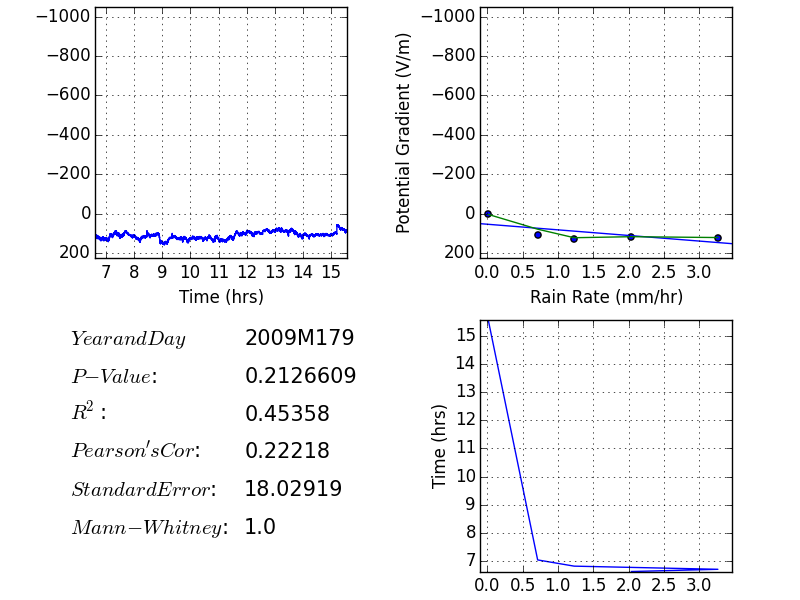 −1000
−800
−600
−400
−200
0
200
7 8 9 10 11 12 13 14 15
Time (hrs)
Potential Gradient (V/m)
−1000
−800
−600
−400
−200
0
200
0.0 0.5 1.0 1.5 2.0 2.5 3.0
Rain Rate (mm/hr)
YearandDay 2009M179
P−Value: 0.2126609
R²: 0.45358
Pearson'sCor: 0.22218
StandardError: 18.02919
Mann−Whitney: 1.0
Time (hrs)
15
14
13
12
11
10
9
8
7
0.0 0.5 1.0 1.5 2.0 2.5 3.0